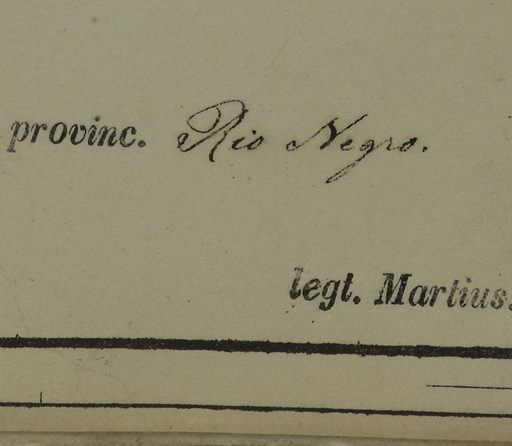 provinc. Rio Negro.
legt. Martius.